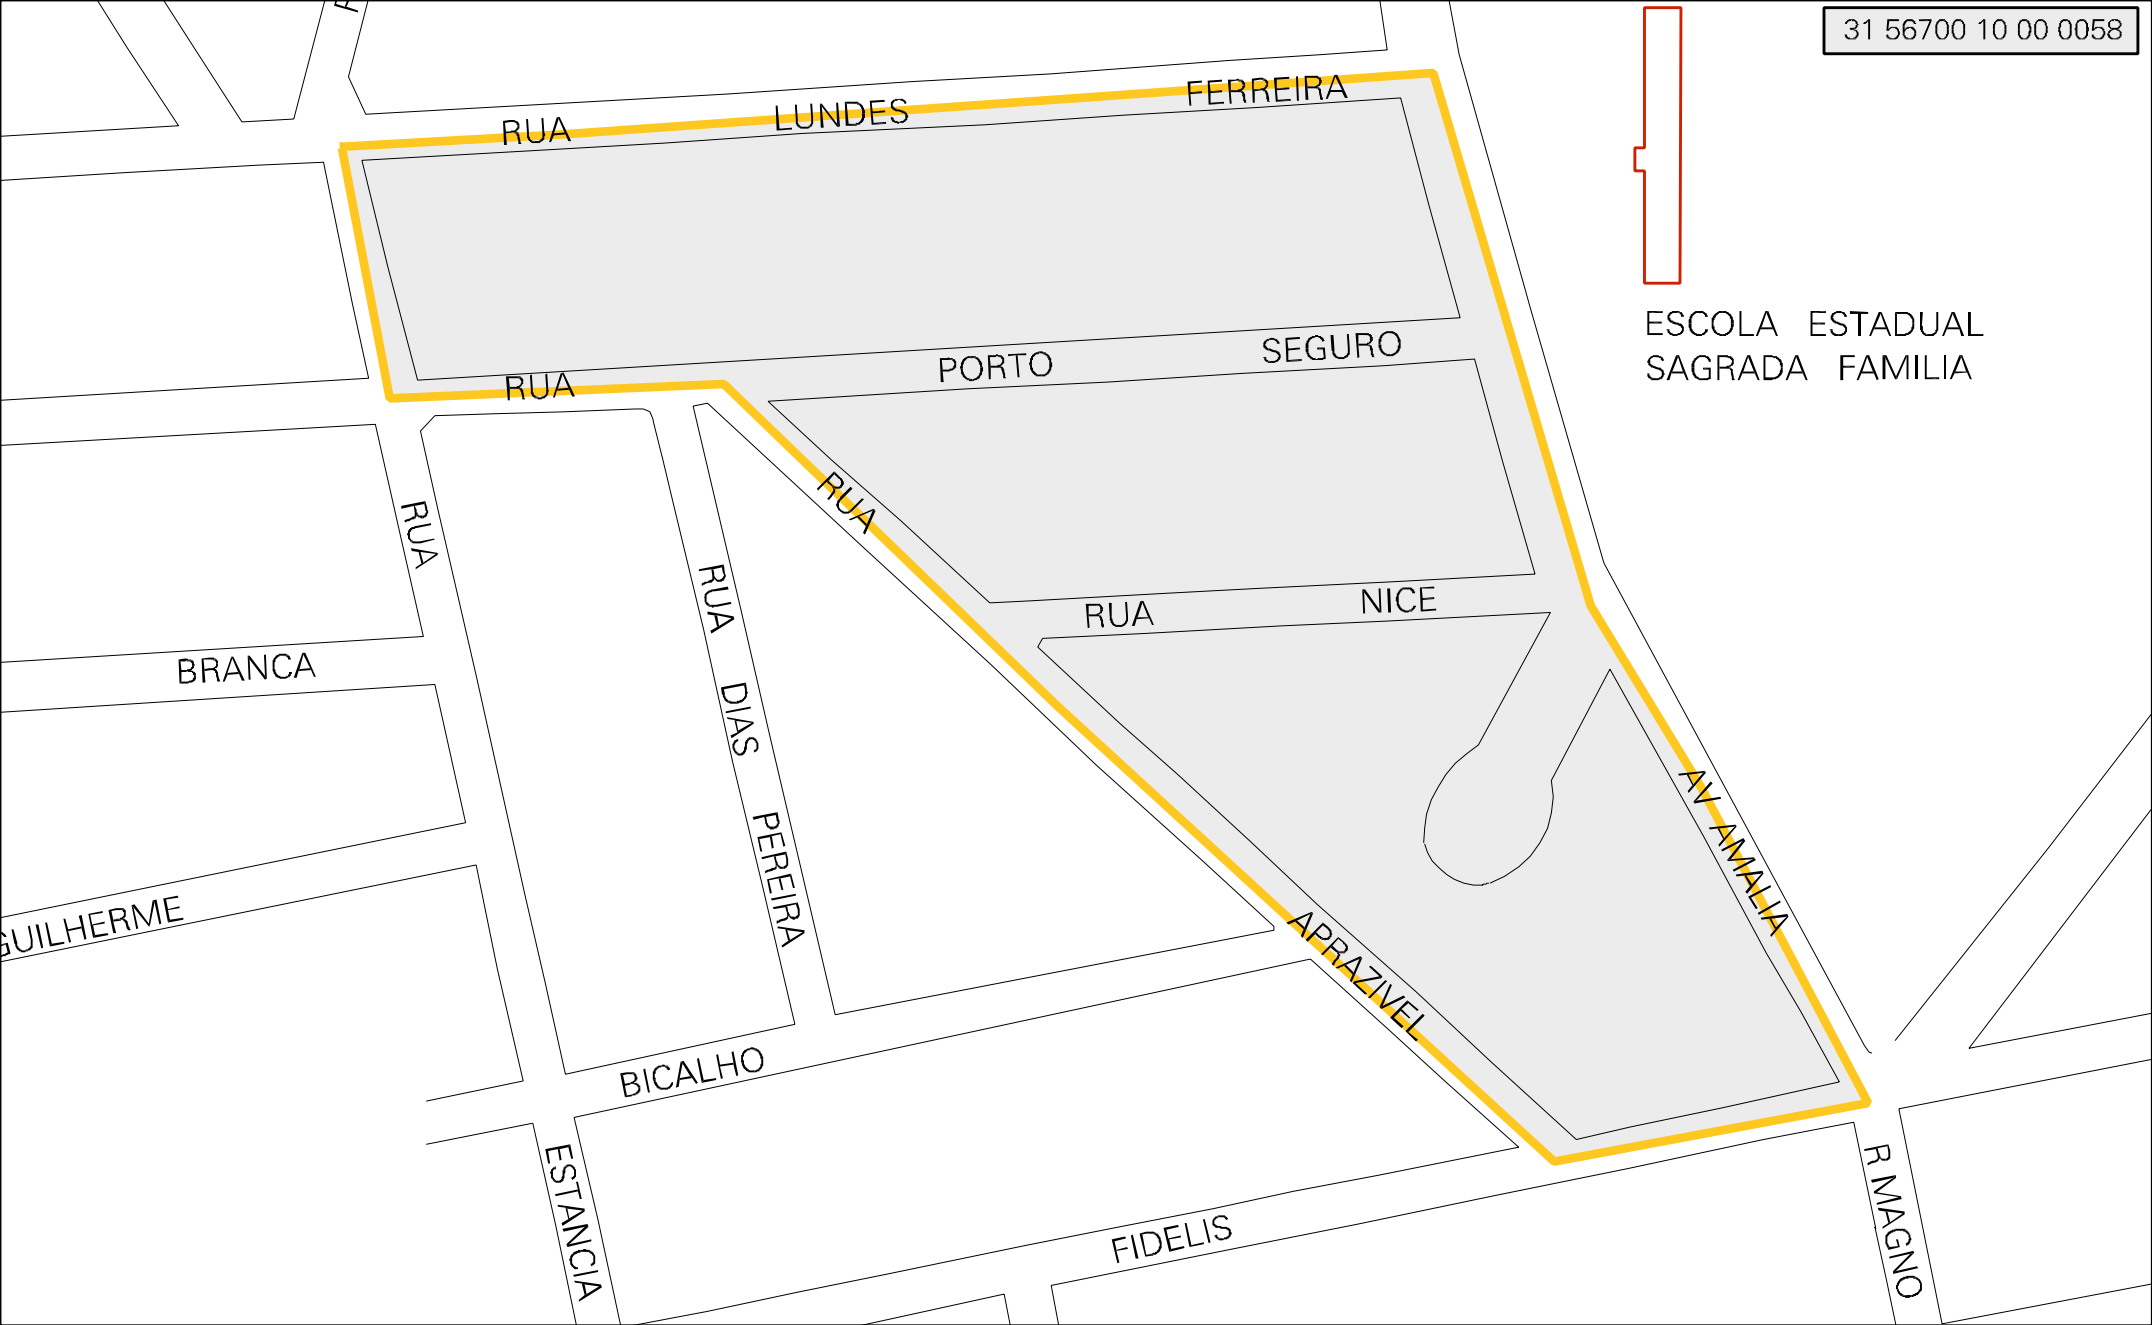 31 56700 10 00 0058
RUA LUNDES FERREIRA
ESCOLA ESTADUAL
SAGRADA FAMILIA
RUA PORTO SEGURO
RUA APRAZIVEL
RUA ESTANCIA
RUA DIAS PEREIRA
RUA NICE
BRANCA
AV AMALIA
GUILHERME
BICALHO
FIDELIS
R MAGNO